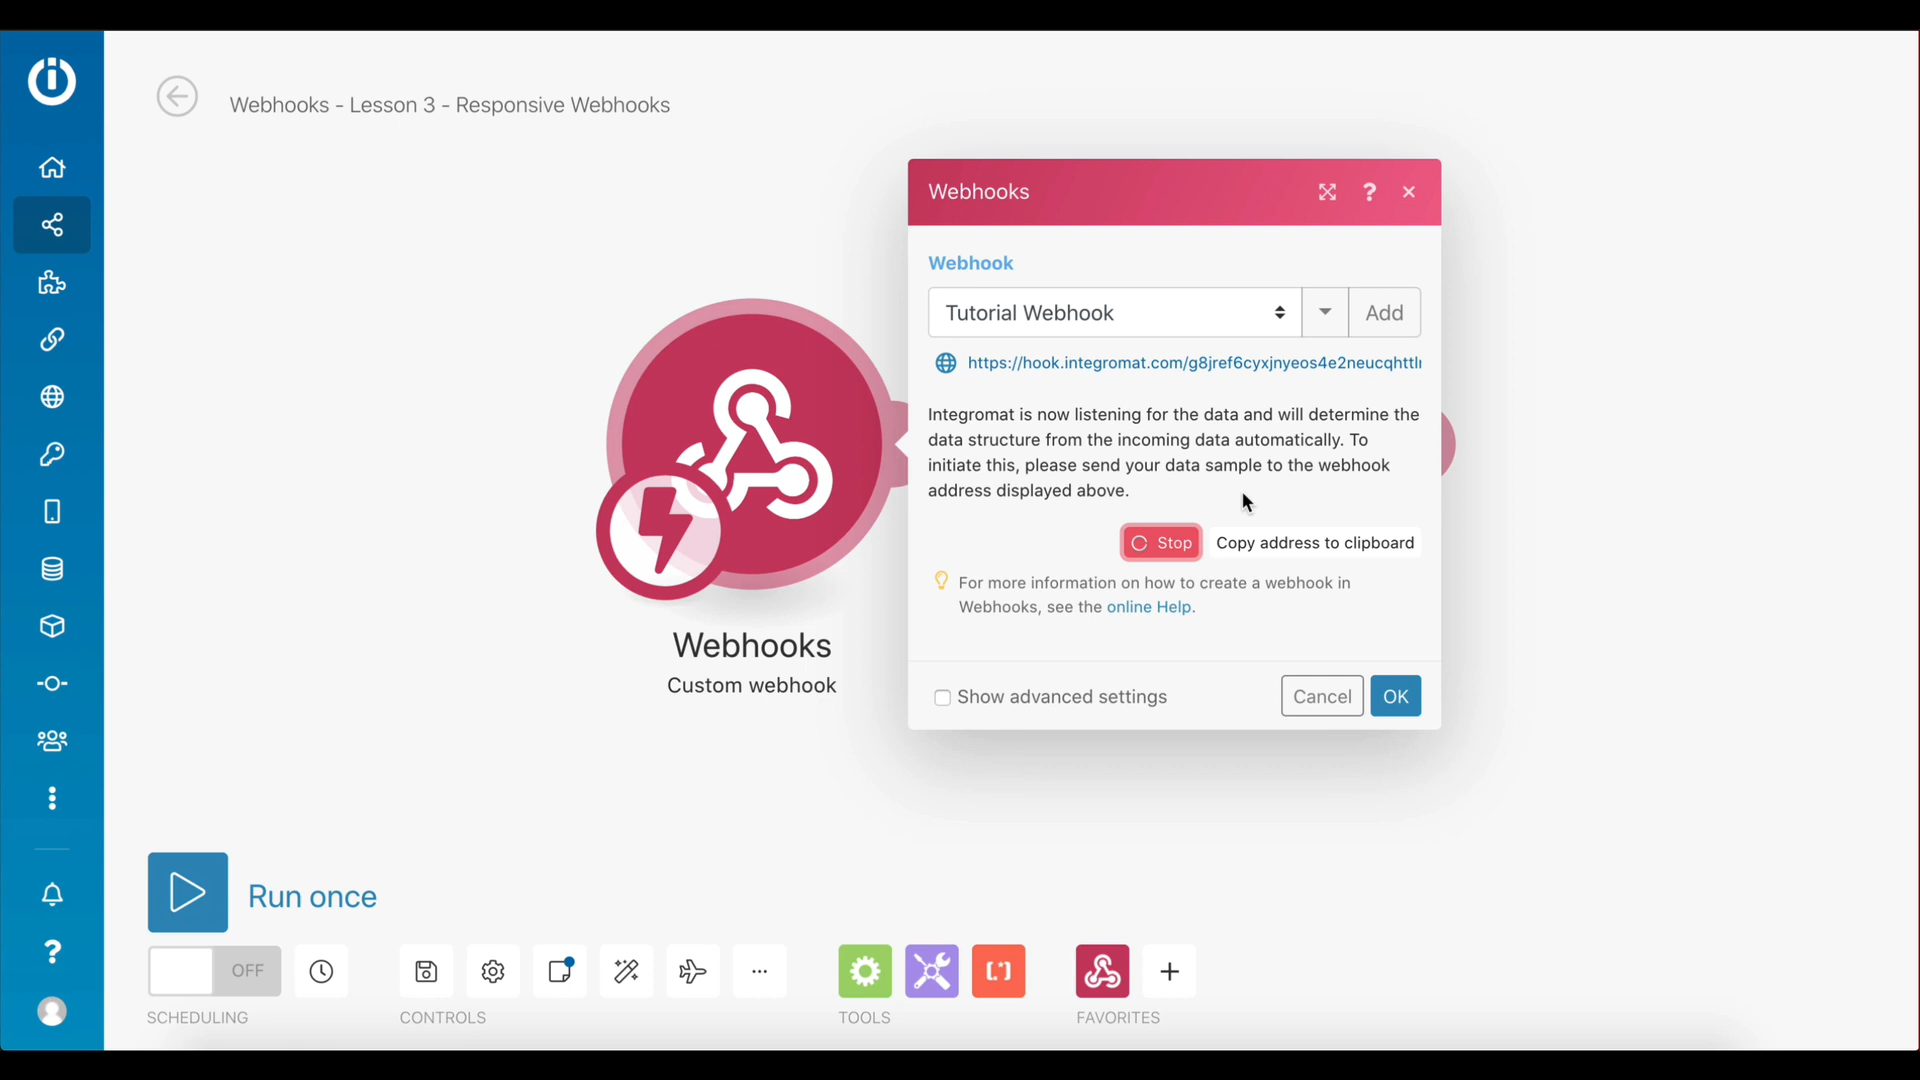 Webhooks - Lesson 3 - Responsive Webhooks
Webhooks
?
Webhook
Tutorial Webhook
Add
https://hook.integromat.com/g8jref6cyxjnyeos4e2neucqhttl
Integromat is now listening for the data and will determine the
data structure from the incoming data automatically. To
initiate this, please send your data sample to the webhook
address displayed above.
Stop
Copy address to clipboard
For more information on how to create a webhook in
Webhooks, see the online Help.
Show advanced settings
Cancel
OK
Webhooks
Custom webhook
Run once
OFF
[.*]
SCHEDULING
CONTROLS
TOOLS
FAVORITES
?